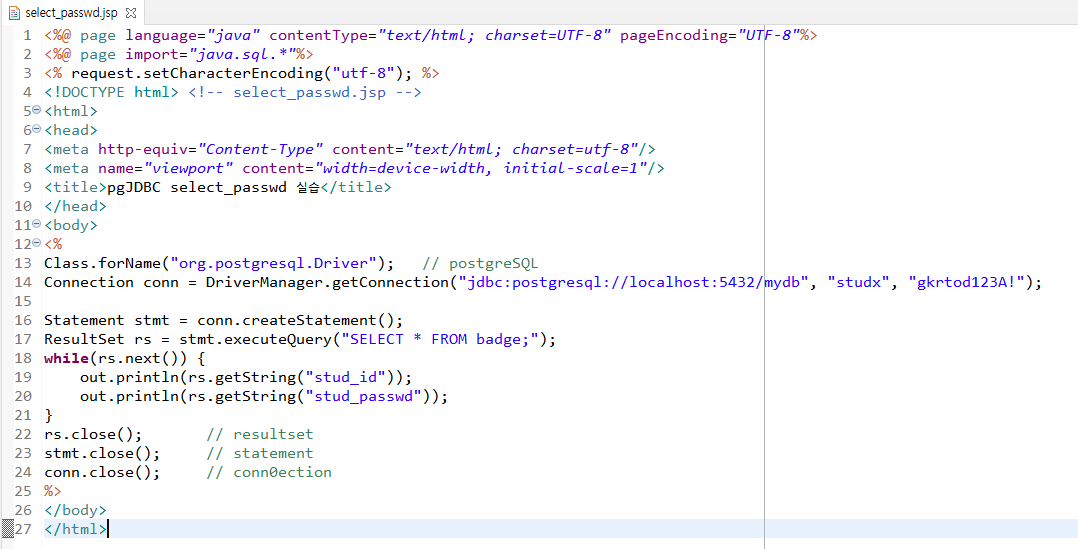 select_passwd.jsp
1 <%@ page language="java" contentType="text/html; charset=UTF-8" pageEncoding="UTF-8"%>
2 <%@ page import="java.sql.*"%>
3 <% request.setCharacterEncoding("utf-8"); %>
4 <!DOCTYPE html> <!-- select_passwd.jsp -->
5 <html>
6 <head>
7 <meta http-equiv="Content-Type" content="text/html; charset=utf-8"/>
8 <meta name="viewport" content="width=device-width, initial-scale=1"/>
9 <title>pgJDBC select_passwd 실습</title>
10 </head>
11 <body>
12 <%
13 Class.forName("org.postgresql.Driver");   // postgreSQL
14 Connection conn = DriverManager.getConnection("jdbc:postgresql://localhost:5432/mydb", "studx", "gkrtod123A!");
15
16 Statement stmt = conn.createStatement();
17 ResultSet rs = stmt.executeQuery("SELECT * FROM badge;");
18 while(rs.next()) {
19     out.println(rs.getString("stud_id"));
20     out.println(rs.getString("stud_passwd"));
21 }
22 rs.close();       // resultset
23 stmt.close();     // statement
24 conn.close();     // conn0ection
25 %>
26 </body>
27 </html>